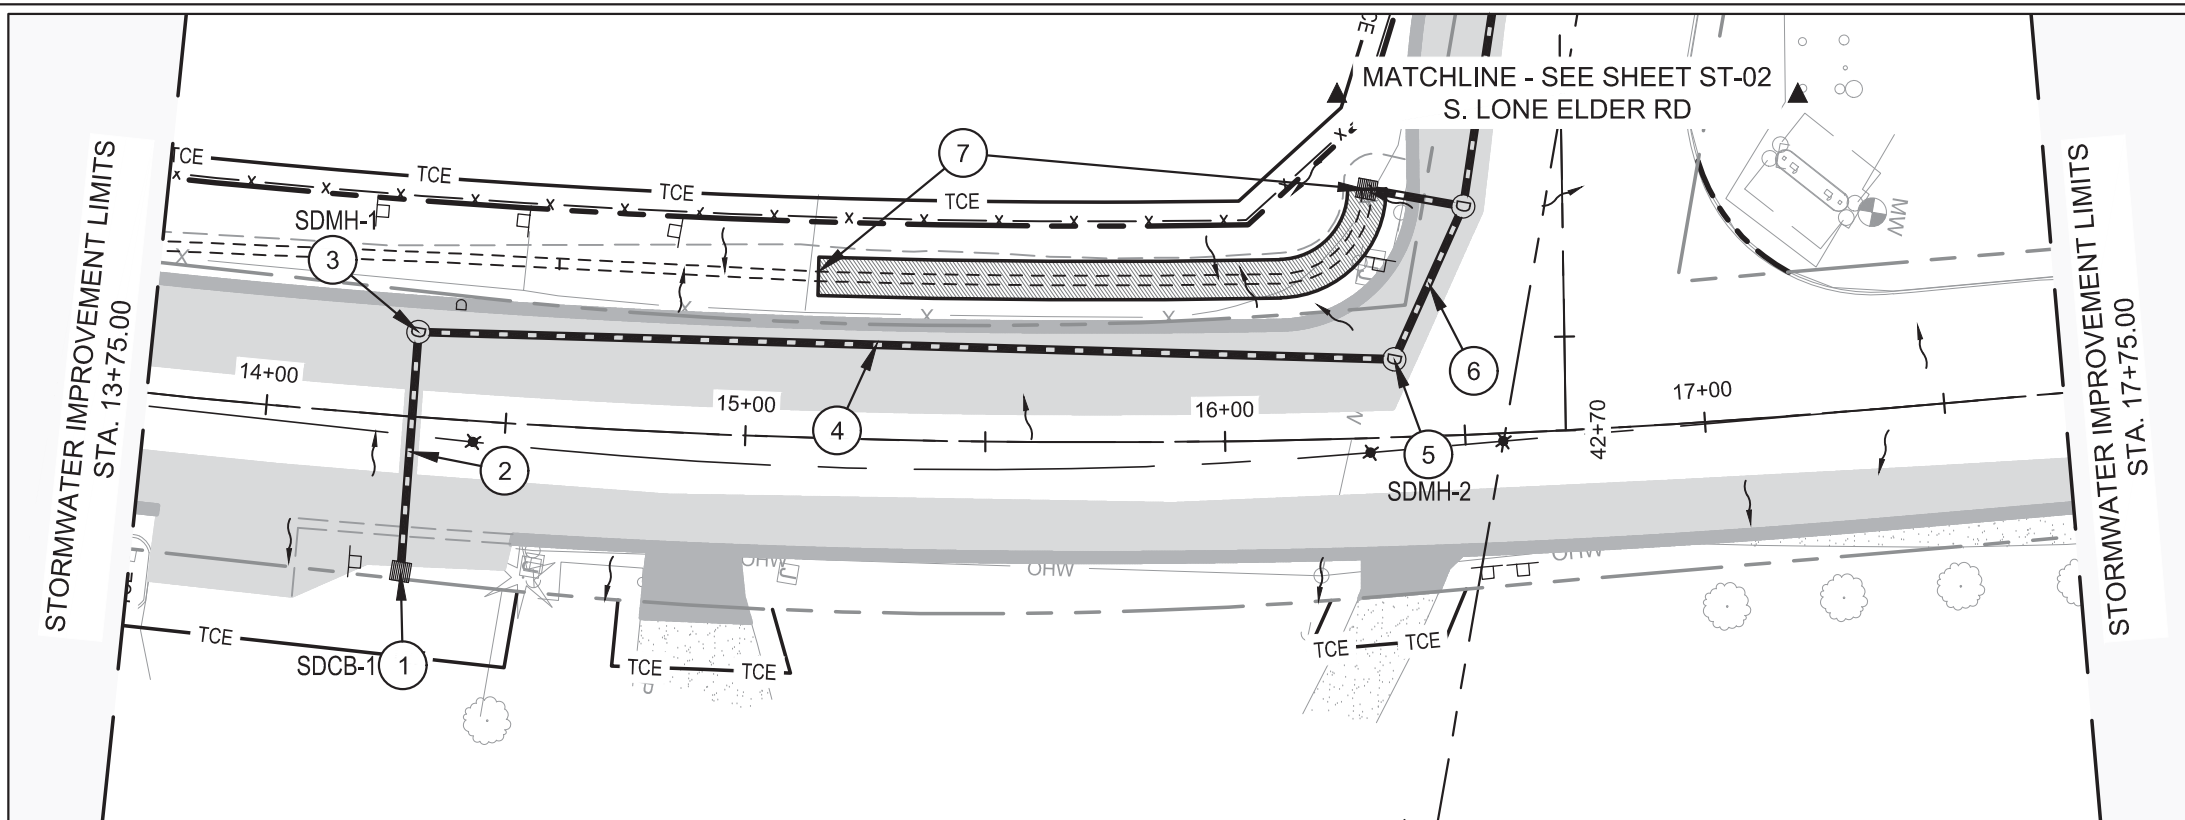 MATCHLINE - SEE SHEET ST-02
S. LONE ELDER RD
STORMWATER IMPROVEMENT LIMITS
STA. 13+75.00
STORMWATER IMPROVEMENT LIMITS
STA. 17+75.00
TCE
TCE
TCE
TCE
TCE
7
SDMH-1
3
14+00
15+00
16+00
17+00
42+70
4
2
6
5
SDMH-2
MW
OHW
OHW
OHW
TCE
TCE
SDCB-1
1
TCE
TCE
TCE
TCE